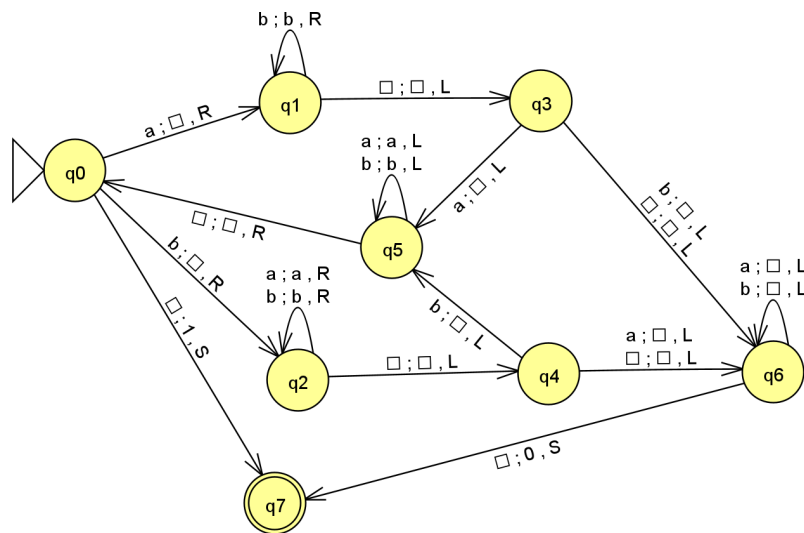 b ; b , R
q1
□ ; □ , L
q3
a ; □ , R
q0
a ; a , L
b ; b , L
a ; □ , L
b ; □ , L
□ ; □ , L
□ ; □ , R
q5
b ; □ , R
a ; a , R
b ; b , R
b ; □ , L
a ; □ , L
b ; □ , L
□ ; 1 , S
q2
□ ; □ , L
q4
a ; □ , L
□ ; □ , L
q6
□ ; 0 , S
q7